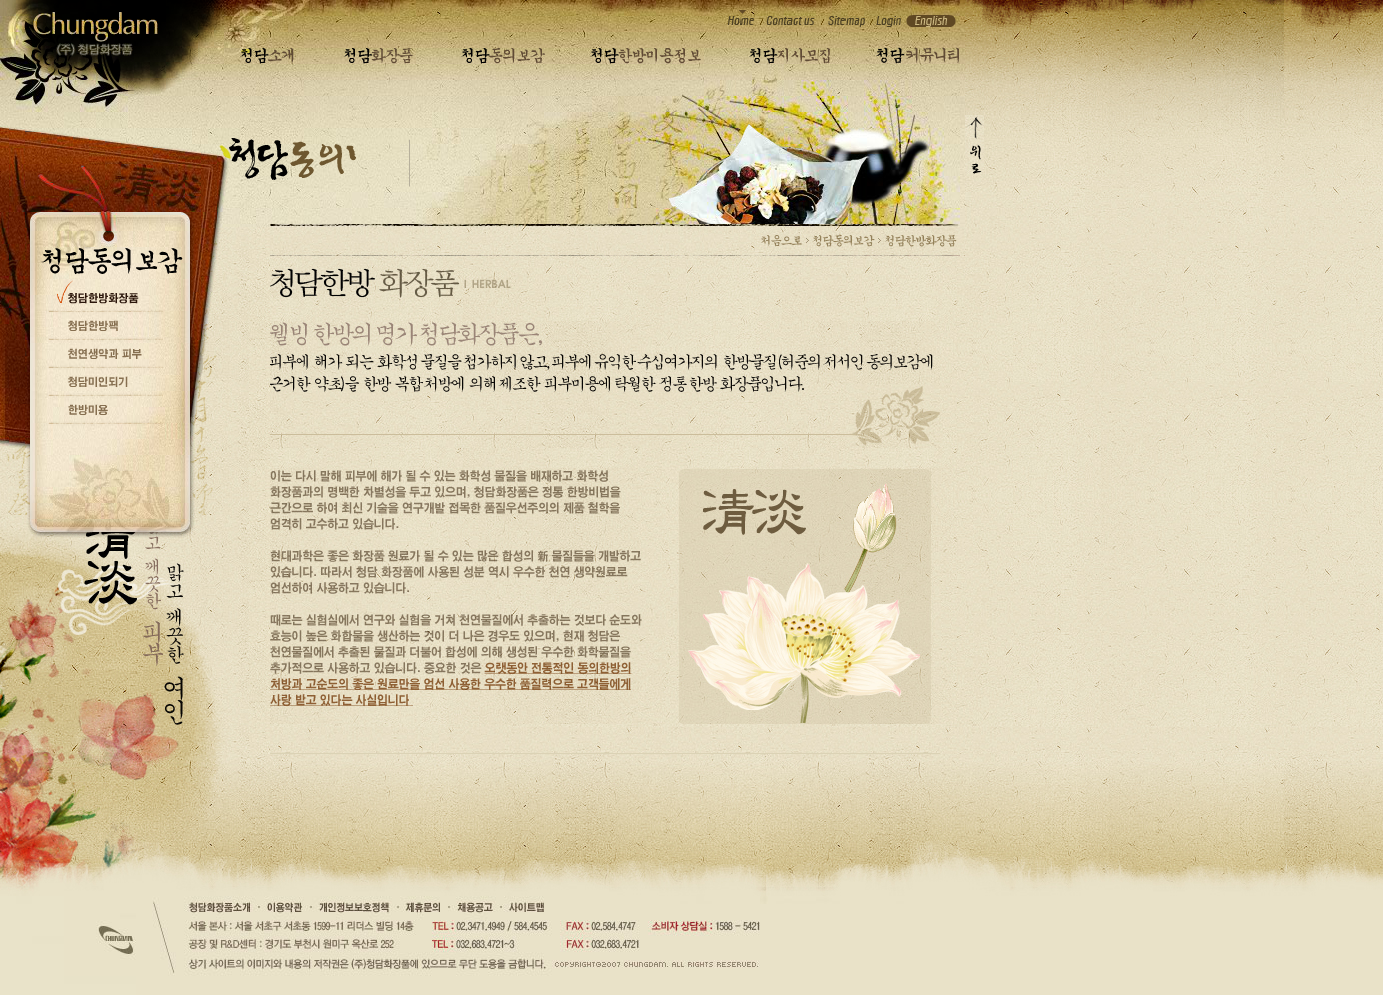 Chungdam
(주) 청담화장품
Home / Contact us / Sitemap / Login English
청담소개 청담화장품 청담동의보감 청담한방미용정보 청담지사모집 청담커뮤니티
清淡
청담동의
위로
처음으로 > 청담동의보감 > 청담한방화장품
청담동의보감
청담한방화장품
청담한방팩
천연생약과 피부
청담미인되기
한방미용
청담한방 화장품 | HERBAL
웰빙 한방의 명가 청담화장품은,
피부에 해가 되는 화학성 물질을 첨가하지 않고, 피부에 유익한 수십여가지의 한방물질(허준의 저서인 동의보감에
근거한 약초)을 한방 복합처방에 의해 제조한 피부미용에 탁월한 정통 한방 화장품입니다.
이는 다시 말해 피부에 해가 될 수 있는 화학성 물질을 배재하고 화학성
화장품과의 명백한 차별성을 두고 있으며, 청담화장품은 정통 한방비법을
근간으로 하여 최신 기술을 연구개발 접목한 품질우선주의의 제품 철학을
엄격히 고수하고 있습니다.
현대과학은 좋은 화장품 원료가 될 수 있는 많은 합성의 新 물질들을 개발하고
있습니다. 따라서 청담 화장품에 사용된 성분 역시 우수한 천연 생약원료로
엄선하여 사용하고 있습니다.
때로는 실험실에서 연구와 실험을 거쳐 천연물질에서 추출하는 것보다 순도와
효능이 높은 화합물을 생산하는 것이 더 나은 경우도 있으며, 현재 청담은
천연물질에서 추출된 물질과 더불어 합성에 의해 생성된 우수한 화학물질을
추가적으로 사용하고 있습니다. 중요한 것은 오랫동안 전통적인 동의한방의
처방과 고순도의 좋은 원료만을 엄선 사용한 우수한 품질력으로 고객들에게
사랑 받고 있다는 사실입니다
清淡
清淡
고 깨끗한 피부
맑고 깨끗한 여인
청담화장품소개 · 이용약관 · 개인정보보호정책 · 제휴문의 · 채용공고 · 사이트맵
서울 본사 : 서울 서초구 서초동 1599-11 리더스 빌딩 14층 TEL : 02.3471.4949 / 584.4545 FAX : 02.584.4747 소비자 상담실 : 1588 - 5421
공장 및 R&D센터 : 경기도 부천시 원미구 옥산로 252 TEL : 032.683.4721~3 FAX : 032.683.4721
상기 사이트의 이미지와 내용의 저작권은 (주)청담화장품에 있으므로 무단 도용을 금합니다. COPYRIGHT@2007 CHUNGDAM. ALL RIGHTS RESERVED.
CHUNGDAM